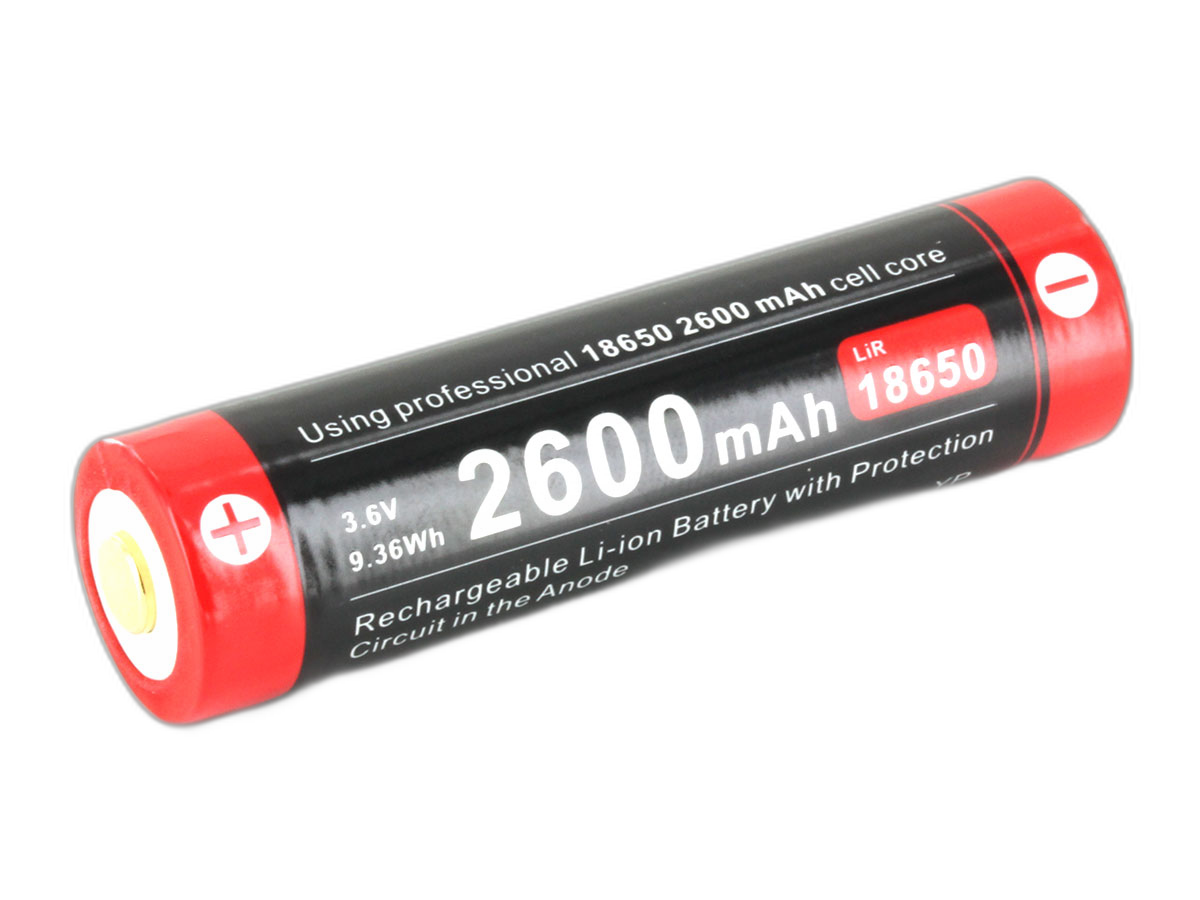 Using professional 18650 2600 mAh cell core
LiR
18650
2600mAh
3.6V
9.36Wh
Rechargeable Li-ion Battery with Protection
Circuit in the Anode